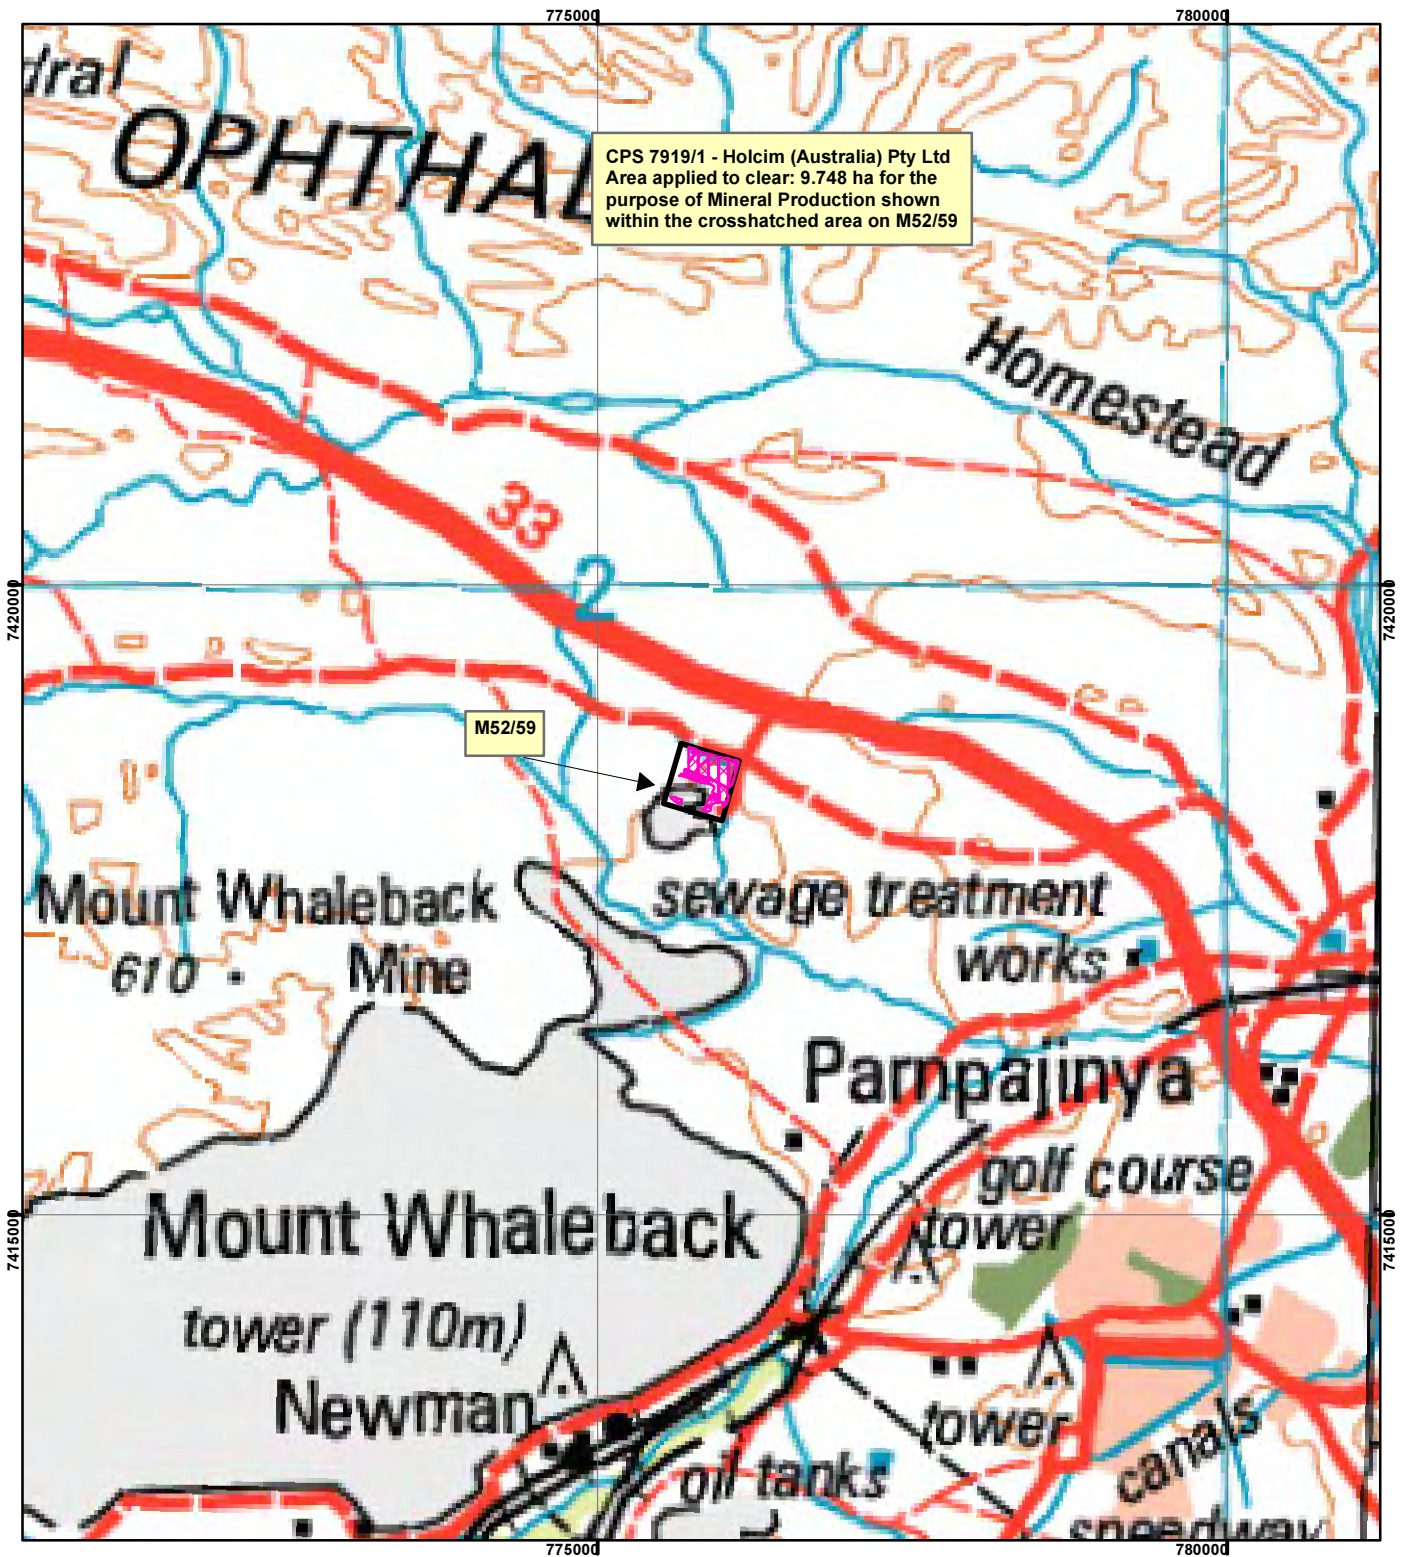 775000
780000
dral
OPHTHAL
CPS 7919/1 - Holcim (Australia) Pty Ltd
Area applied to clear: 9.748 ha for the
purpose of Mineral Production shown
within the crosshatched area on M52/59
Homestead
33
2
7420000
7420000
M52/59
Mount Whaleback
Mine
610
sewage treatment
works
Parnpajinya
golf course
tower
Mount Whaleback
7415000
7415000
tower (110m)
Newman
tower
canals
oil tanks
speedway
775000
780000